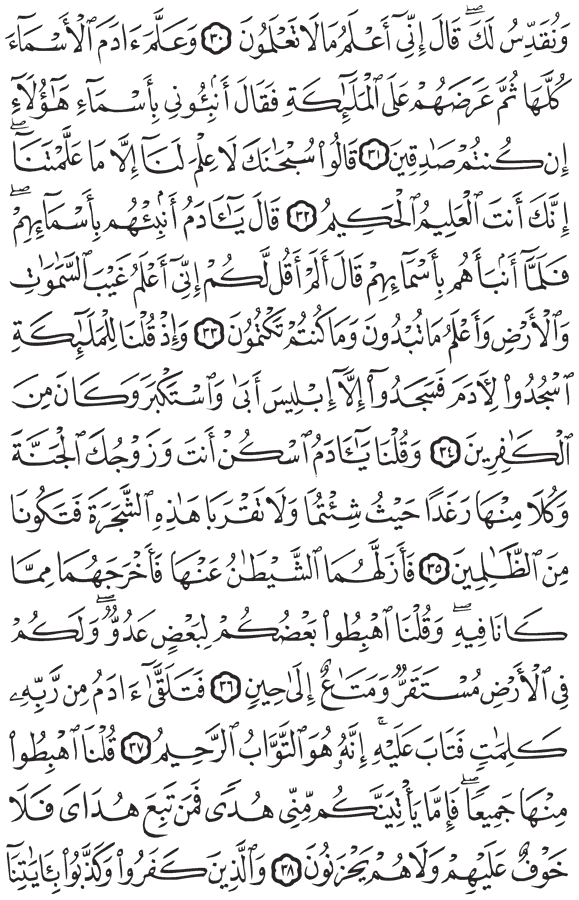 وَنُقَدِّسُ لَكَ ۖ قَالَ إِنِّىٓ أَعْلَمُ مَا لَا تَعْلَمُونَ ٣٠ وَعَلَّمَ ءَادَمَ ٱلْأَسْمَآءَ
كُلَّهَا ثُمَّ عَرَضَهُمْ عَلَى ٱلْمَلَـٰٓئِكَةِ فَقَالَ أَنۢبِـُٔونِى بِأَسْمَآءِ هَـٰٓؤُلَآءِ
إِن كُنتُمْ صَـٰدِقِينَ ٣١ قَالُوا۟ سُبْحَـٰنَكَ لَا عِلْمَ لَنَآ إِلَّا مَا عَلَّمْتَنَآ ۖ
إِنَّكَ أَنتَ ٱلْعَلِيمُ ٱلْحَكِيمُ ٣٢ قَالَ يَـٰٓـَٔادَمُ أَنۢبِئْهُم بِأَسْمَآئِهِمْ ۖ
فَلَمَّآ أَنۢبَأَهُم بِأَسْمَآئِهِمْ قَالَ أَلَمْ أَقُل لَّكُمْ إِنِّىٓ أَعْلَمُ غَيْبَ ٱلسَّمَـٰوَٰتِ
وَٱلْأَرْضِ وَأَعْلَمُ مَا تُبْدُونَ وَمَا كُنتُمْ تَكْتُمُونَ ٣٣ وَإِذْ قُلْنَا لِلْمَلَـٰٓئِكَةِ
ٱسْجُدُوا۟ لِـَٔادَمَ فَسَجَدُوٓا۟ إِلَّآ إِبْلِيسَ أَبَىٰ وَٱسْتَكْبَرَ وَكَانَ مِنَ
ٱلْكَـٰفِرِينَ ٣٤ وَقُلْنَا يَـٰٓـَٔادَمُ ٱسْكُنْ أَنتَ وَزَوْجُكَ ٱلْجَنَّةَ
وَكُلَا مِنْهَا رَغَدًا حَيْثُ شِئْتُمَا وَلَا تَقْرَبَا هَـٰذِهِ ٱلشَّجَرَةَ فَتَكُونَا
مِنَ ٱلظَّـٰلِمِينَ ٣٥ فَأَزَلَّهُمَا ٱلشَّيْطَـٰنُ عَنْهَا فَأَخْرَجَهُمَا مِمَّا
كَانَا فِيهِ ۖ وَقُلْنَا ٱهْبِطُوا۟ بَعْضُكُمْ لِبَعْضٍ عَدُوٌّ ۖ وَلَكُمْ
فِى ٱلْأَرْضِ مُسْتَقَرٌّ وَمَتَـٰعٌ إِلَىٰ حِينٍ ٣٦ فَتَلَقَّىٰٓ ءَادَمُ مِن رَّبِّهِۦ
كَلِمَـٰتٍ فَتَابَ عَلَيْهِ ۚ إِنَّهُۥ هُوَ ٱلتَّوَّابُ ٱلرَّحِيمُ ٣٧ قُلْنَا ٱهْبِطُوا۟
مِنْهَا جَمِيعًا ۖ فَإِمَّا يَأْتِيَنَّكُم مِّنِّى هُدًى فَمَن تَبِعَ هُدَاىَ فَلَا
خَوْفٌ عَلَيْهِمْ وَلَا هُمْ يَحْزَنُونَ ٣٨ وَٱلَّذِينَ كَفَرُوا۟ وَكَذَّبُوا۟ بِـَٔايَـٰتِنَآ